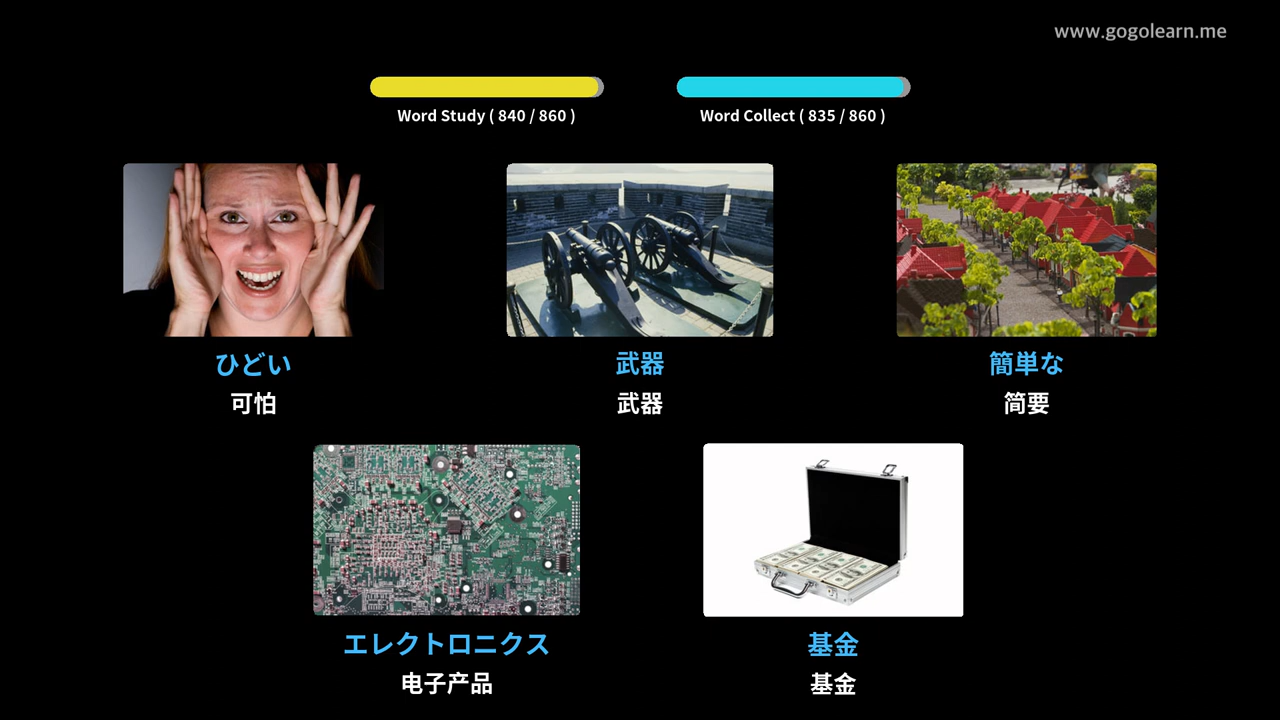 www.gogolearn.me
Word Study ( 840 / 860 )
Word Collect ( 835 / 860 )
ひどい
可怕
武器
武器
簡単な
简要
エレクトロニクス
电子产品
基金
基金